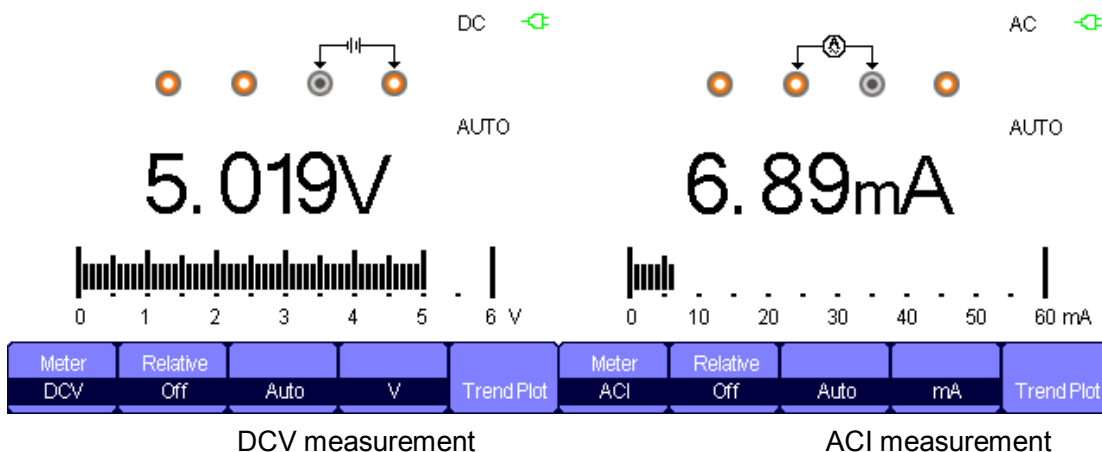 DC
AUTO
5.019V
0 1 2 3 4 5 6 V
Meter Relative
DCV Off Auto V Trend Plot
DCV measurement
AC
A
AUTO
6.89mA
0 10 20 30 40 50 60 mA
Meter Relative
ACI Off Auto mA Trend Plot
ACI measurement